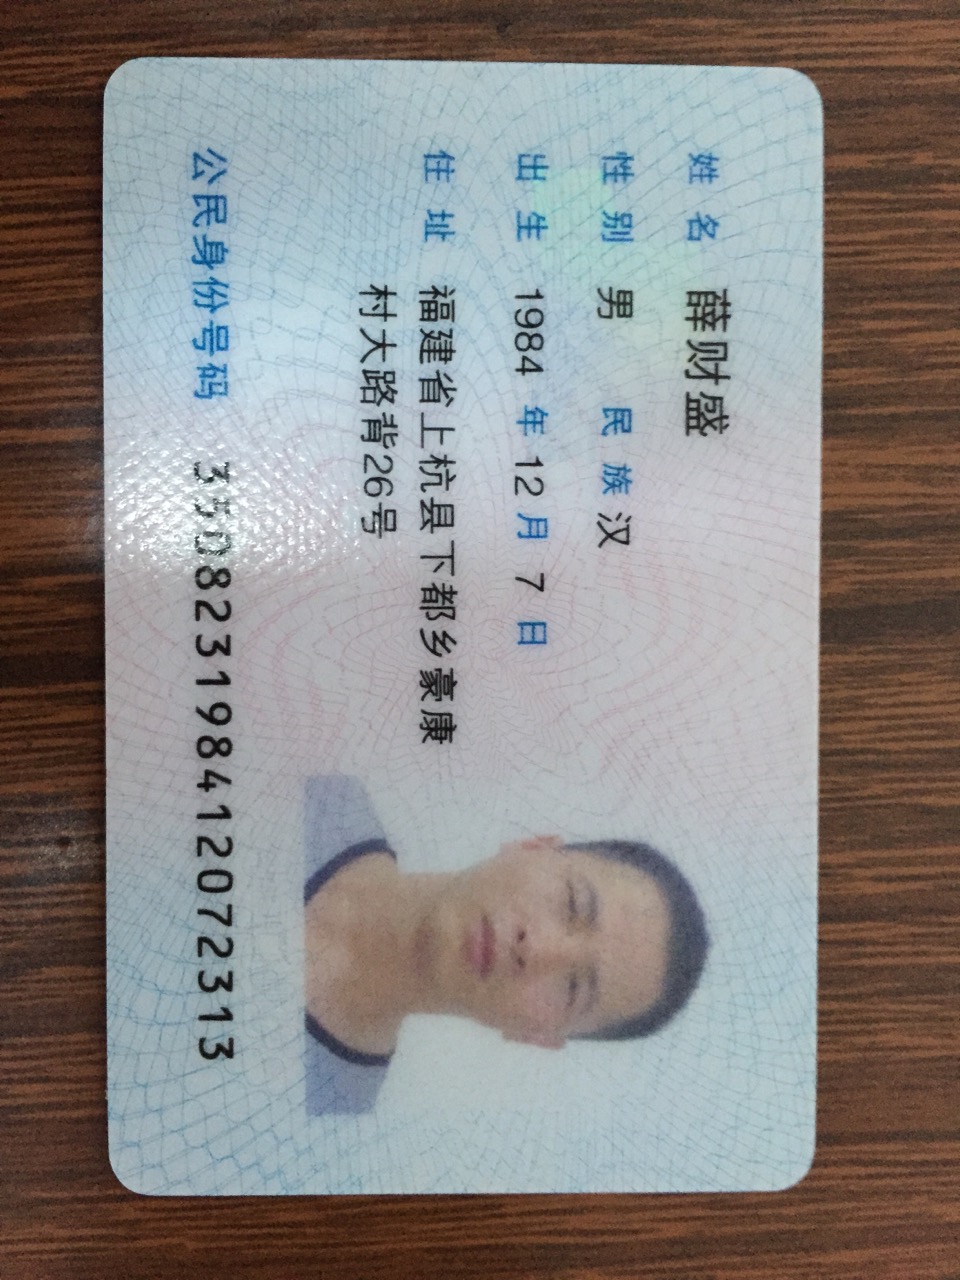 姓名 薛财盛
性别 男 民族 汉
出生 1984 年 12 月 7 日
住址 福建省上杭县下都乡豪康
村大路背26号
公民身份号码 350823198412072313